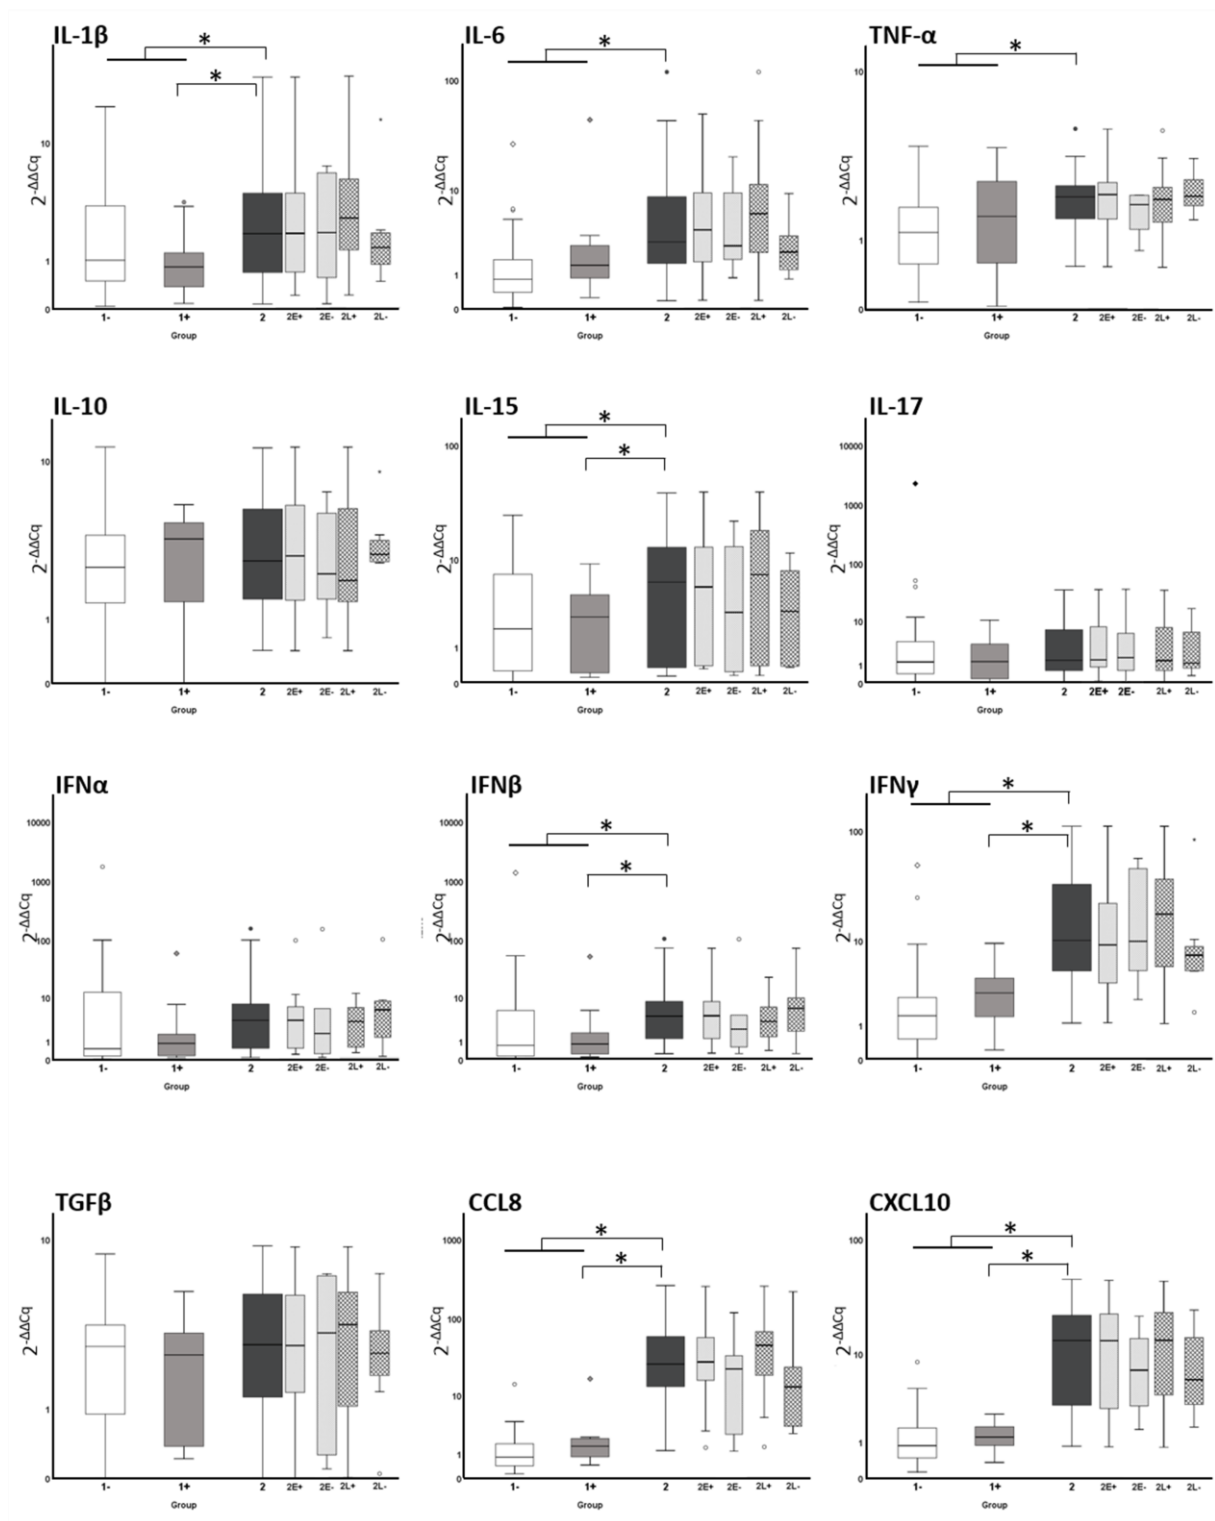 IL-1β
*
*
2-ΔΔCq
10
1
0
1- 1+ 2 2E+ 2E- 2L+ 2L-
Group
IL-6
*
2-ΔΔCq
100
10
1
0
1- 1+ 2 2E+ 2E- 2L+ 2L-
Group
TNF-α
*
2-ΔΔCq
10
1
0
1- 1+ 2 2E+ 2E- 2L+ 2L-
Group
IL-10
2-ΔΔCq
10
1
0
1- 1+ 2 2E+ 2E- 2L+ 2L-
Group
IL-15
*
*
2-ΔΔCq
100
10
1
0
1- 1+ 2 2E+ 2E- 2L+ 2L-
Group
IL-17
2-ΔΔCq
10000
1000
100
10
1
0
1- 1+ 2 2E+ 2E- 2L+ 2L-
Group
IFNα
2-ΔΔCq
10000
1000
100
10
1
0
1- 1+ 2 2E+ 2E- 2L+ 2L-
Group
IFNβ
*
*
2-ΔΔCq
10000
1000
100
10
1
0
1- 1+ 2 2E+ 2E- 2L+ 2L-
Group
IFNγ
*
*
2-ΔΔCq
100
10
1
0
1- 1+ 2 2E+ 2E- 2L+ 2L-
Group
TGFβ
2-ΔΔCq
10
1
0
1- 1+ 2 2E+ 2E- 2L+ 2L-
Group
CCL8
*
*
2-ΔΔCq
1000
100
10
1
0
1- 1+ 2 2E+ 2E- 2L+ 2L-
Group
CXCL10
*
*
2-ΔΔCq
100
10
1
0
1- 1+ 2 2E+ 2E- 2L+ 2L-
Group